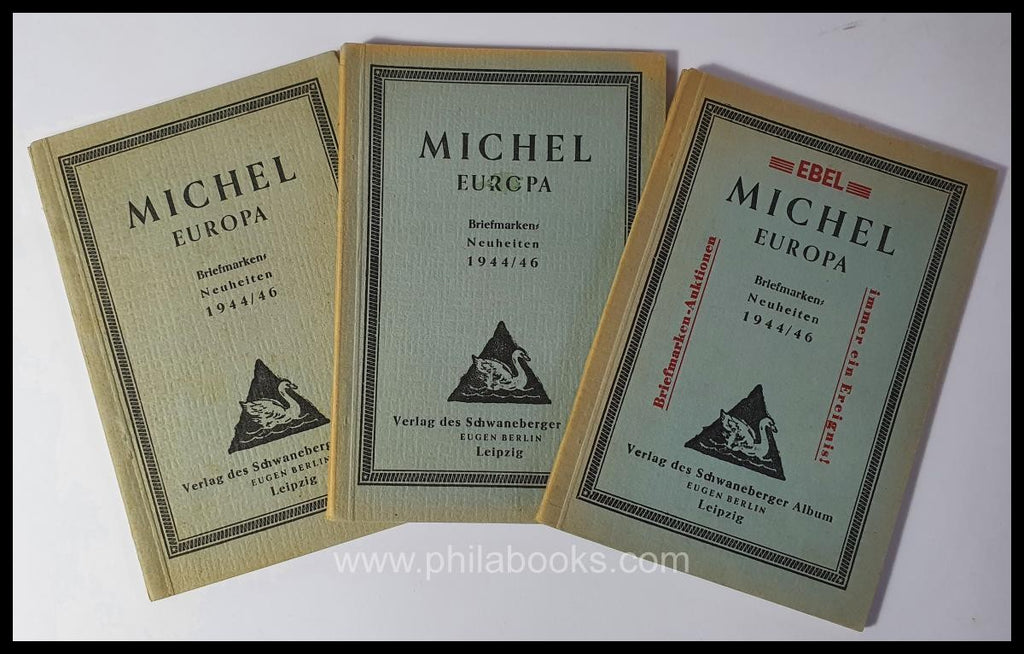 MICHEL
EUROPA
Briefmarken-
Neuheiten
1944/46
Verlag des Schwaneberger
EUGEN BERLIN
Leipzig
MICHEL
EUROPA
Briefmarken-
Neuheiten
1944/46
Verlag des Schwaneberger
EUGEN BERLIN
Leipzig
EBEL
MICHEL
EUROPA
Briefmarken-
Neuheiten
1944/46
Briefmarken-Auktionen
immer ein Ereignis!
Verlag des Schwaneberger Album
EUGEN BERLIN
Leipzig
www.philabooks.com